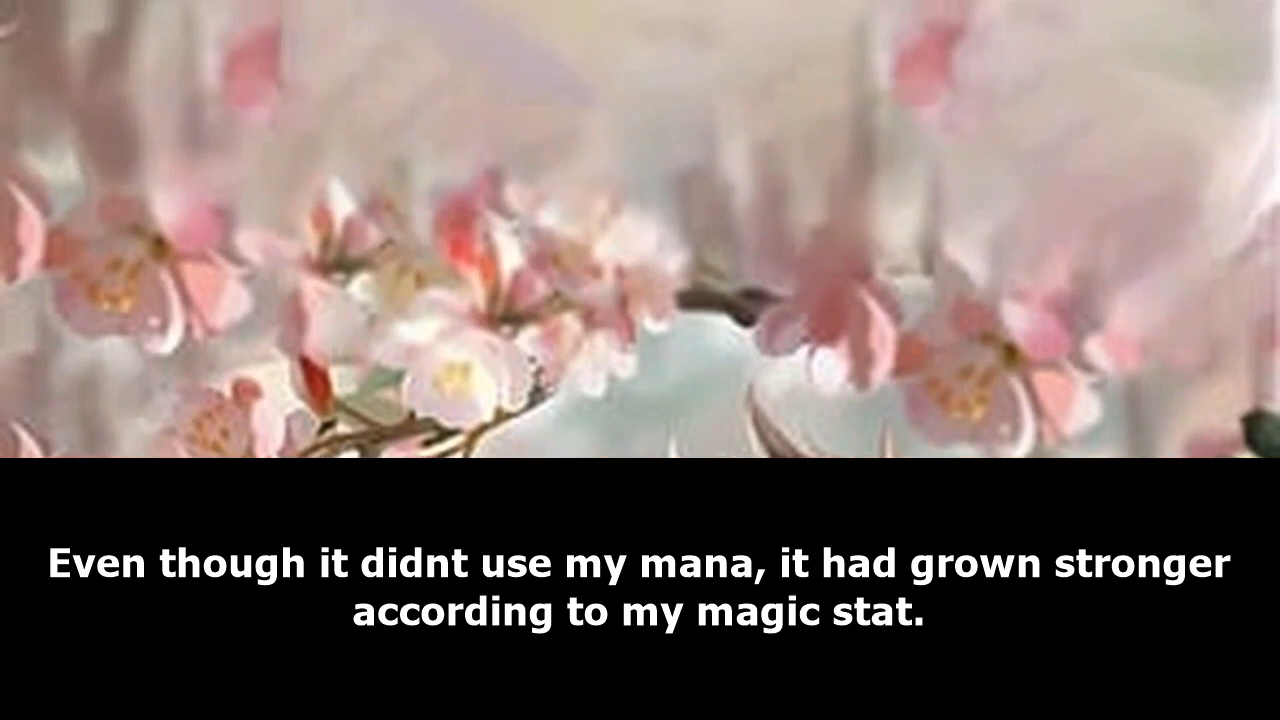 Even though it didnt use my mana, it had grown stronger
according to my magic stat.